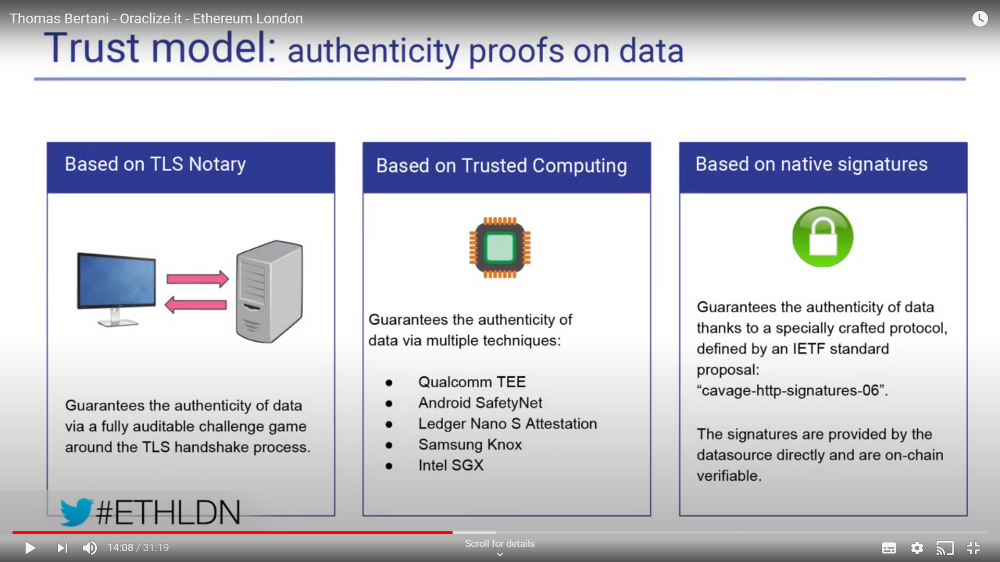 Thomas Bertani - Oraclize.it - Ethereum London
Trust model: authenticity proofs on data
Based on TLS Notary
Guarantees the authenticity of data
via a fully auditable challenge game
around the TLS handshake process.
Based on Trusted Computing
Guarantees the authenticity of
data via multiple techniques:
● Qualcomm TEE
● Android SafetyNet
● Ledger Nano S Attestation
● Samsung Knox
● Intel SGX
Based on native signatures
Guarantees the authenticity of data
thanks to a specially crafted protocol,
defined by an IETF standard
proposal:
“cavage-http-signatures-06”.
The signatures are provided by the
datasource directly and are on-chain
verifiable.
#ETHLDN
14:08 / 31:19
Scroll for details